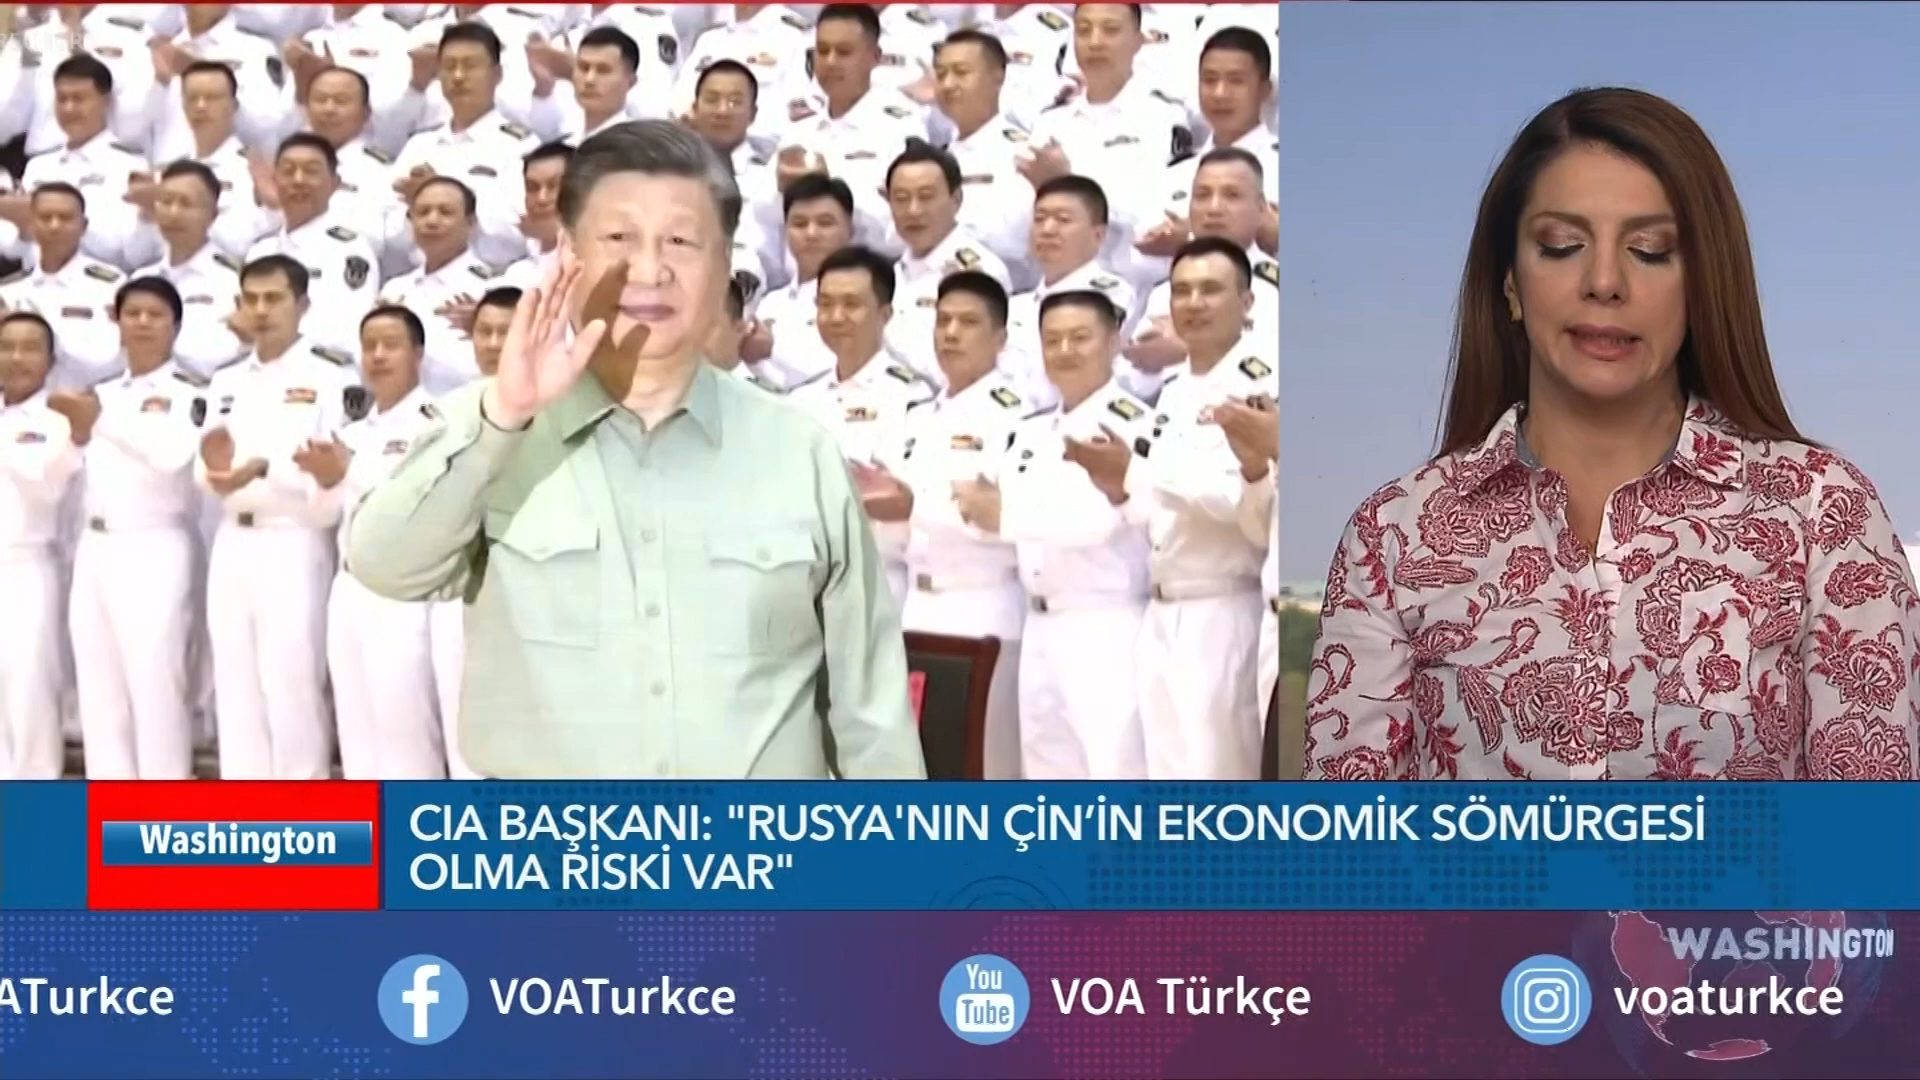 Washington
CIA BAŞKANI: "RUSYA'NIN ÇİN’İN EKONOMİK SÖMÜRGESİ
OLMA RİSKİ VAR"
WASHINGTON
ATurkce
VOATurkce
You
Tube
VOA Türkçe
voaturkce